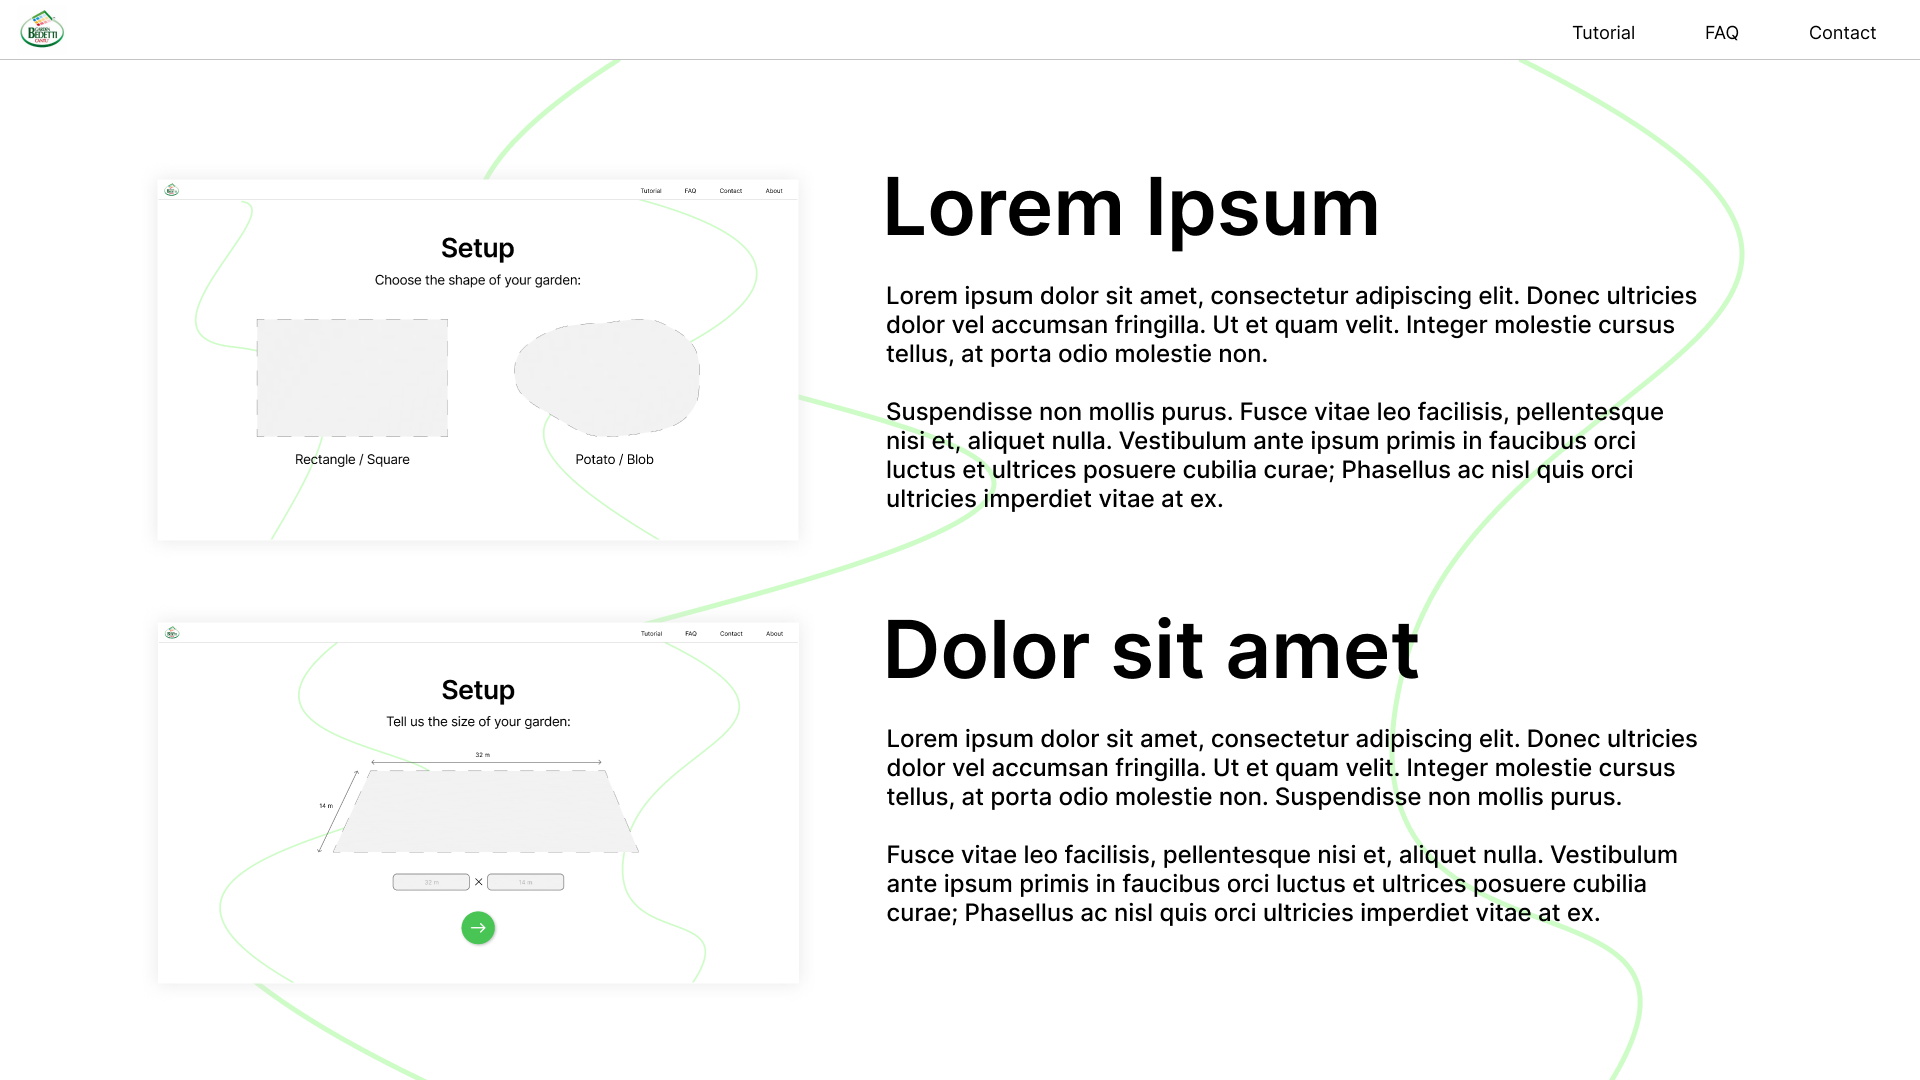 GARDEN
BEDETTI
CANTU'
Tutorial
FAQ
Contact
Tutorial
FAQ
Contact
About
Setup
Choose the shape of your garden:
Rectangle / Square
Potato / Blob
Lorem Ipsum
Lorem ipsum dolor sit amet, consectetur adipiscing elit. Donec ultricies
dolor vel accumsan fringilla. Ut et quam velit. Integer molestie cursus
tellus, at porta odio molestie non.
Suspendisse non mollis purus. Fusce vitae leo facilisis, pellentesque
nisi et, aliquet nulla. Vestibulum ante ipsum primis in faucibus orci
luctus et ultrices posuere cubilia curae; Phasellus ac nisl quis orci
ultricies imperdiet vitae at ex.
Tutorial
FAQ
Contact
About
Setup
Tell us the size of your garden:
32 m
14 m
32 m
×
14 m
Dolor sit amet
Lorem ipsum dolor sit amet, consectetur adipiscing elit. Donec ultricies
dolor vel accumsan fringilla. Ut et quam velit. Integer molestie cursus
tellus, at porta odio molestie non. Suspendisse non mollis purus.
Fusce vitae leo facilisis, pellentesque nisi et, aliquet nulla. Vestibulum
ante ipsum primis in faucibus orci luctus et ultrices posuere cubilia
curae; Phasellus ac nisl quis orci ultricies imperdiet vitae at ex.